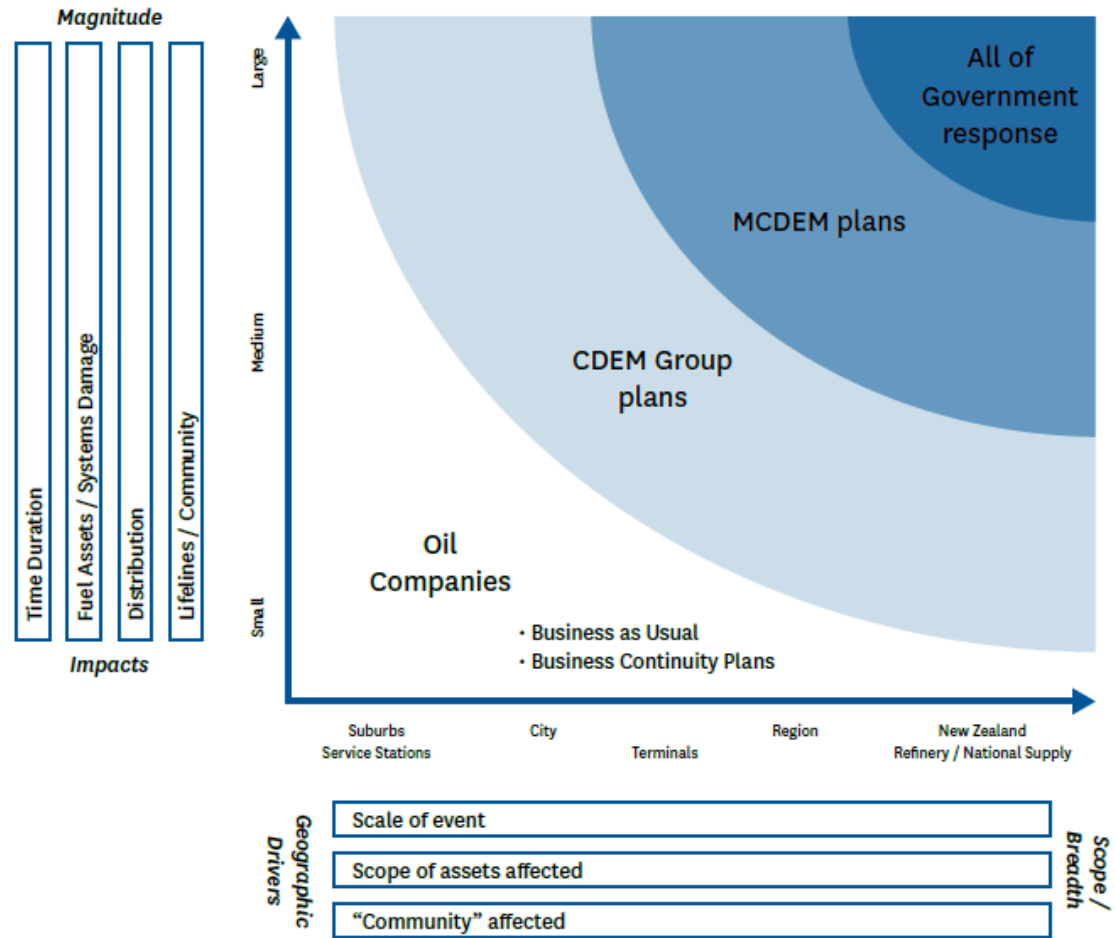 Magnitude
Time Duration
Fuel Assets / Systems Damage
Distribution
Lifelines / Community
Impacts
Large
Medium
Small
All of
Government
response
MCDEM plans
CDEM Group
plans
Oil
Companies
· Business as Usual
· Business Continuity Plans
Suburbs
Service Stations
City
Terminals
Region
New Zealand
Refinery / National Supply
Geographic
Drivers
Scale of event
Scope of assets affected
“Community” affected
Scope /
Breadth